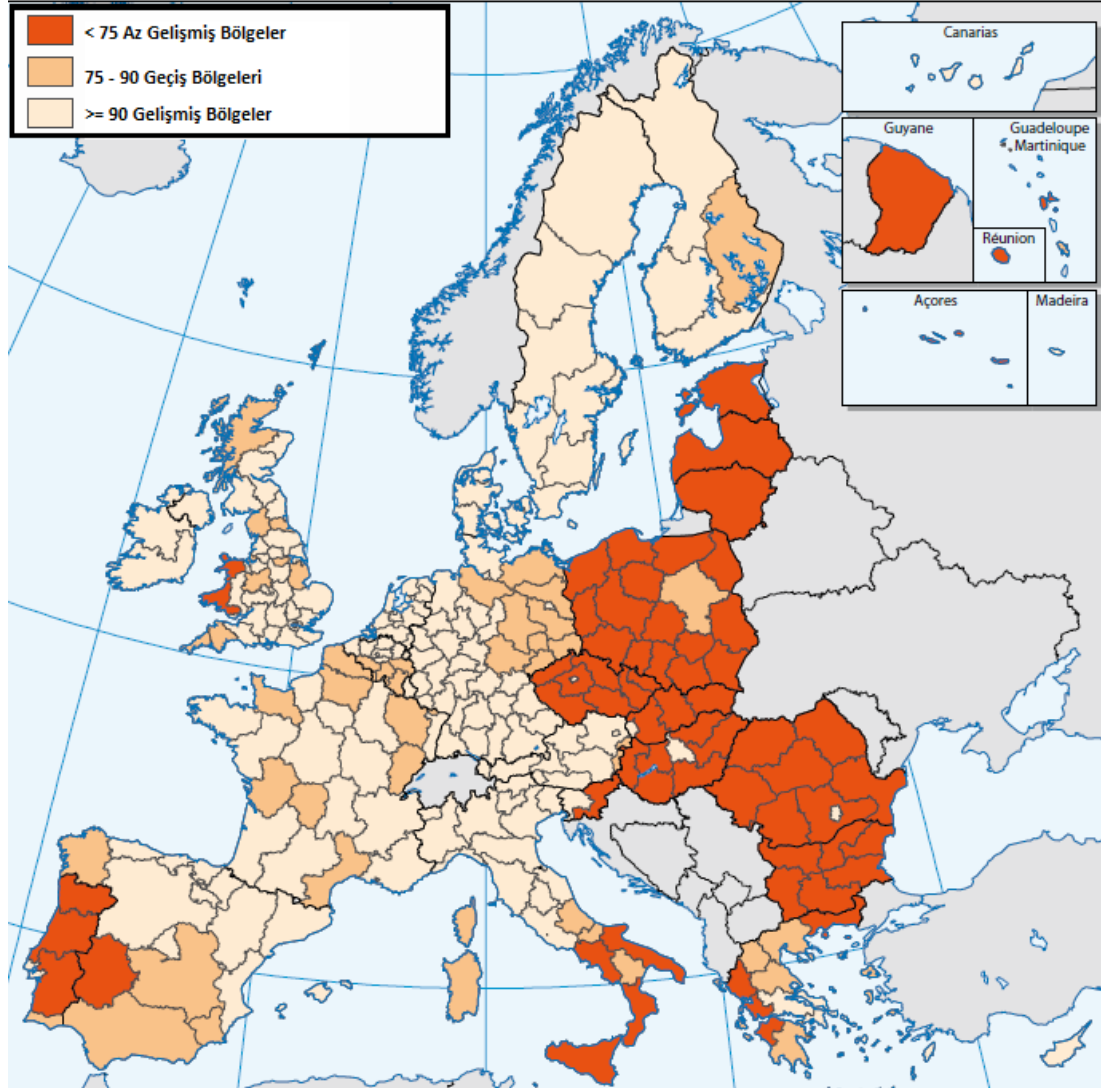 < 75 Az Gelişmiş Bölgeler
75 - 90 Geçiş Bölgeleri
>= 90 Gelişmiş Bölgeler
Canarias
Guyane
Guadeloupe
Martinique
Réunion
Açores
Madeira